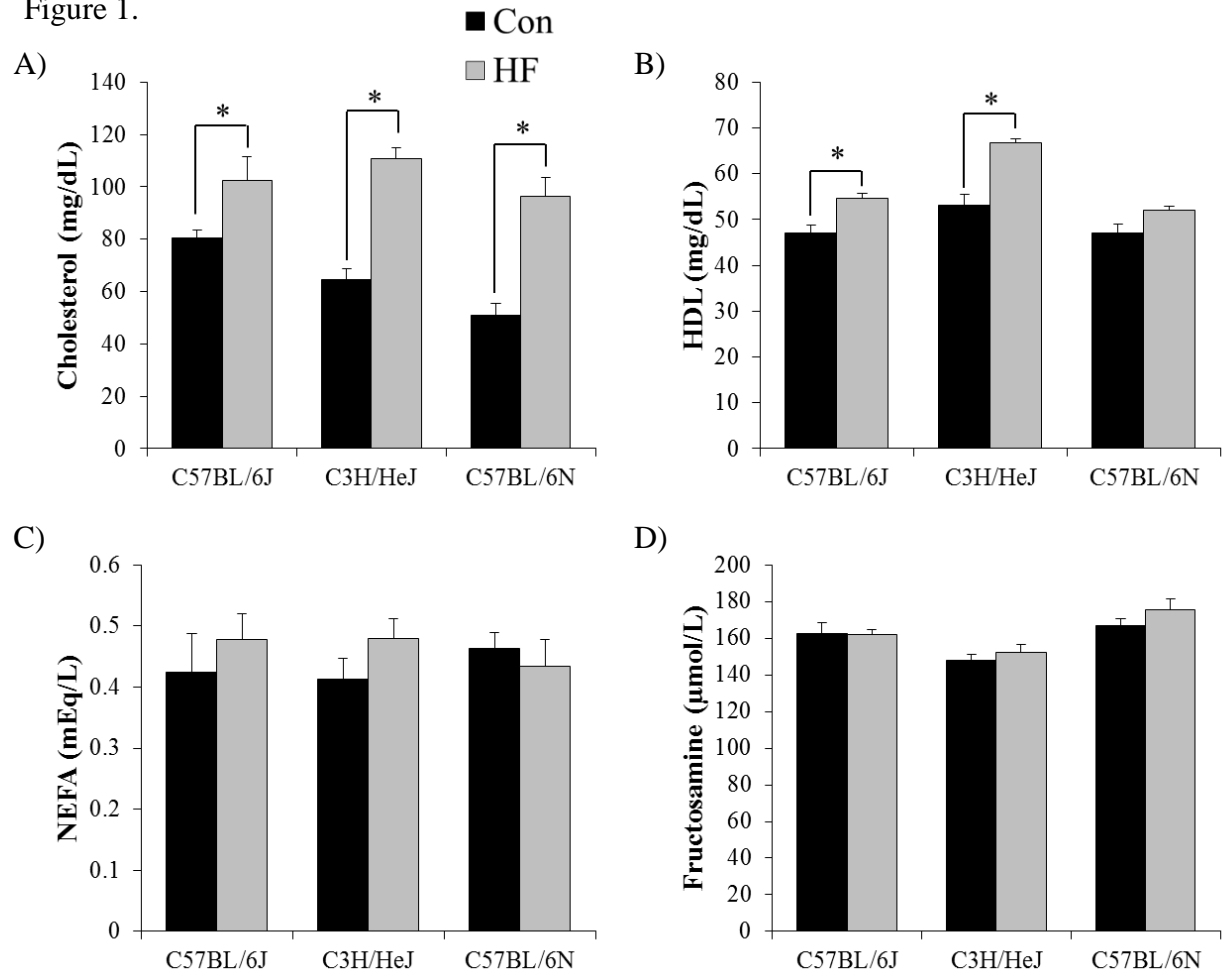 Figure 1.
Con
HF
A)
Cholesterol (mg/dL)
140
120
100
80
60
40
20
0
*
*
*
C57BL/6J
C3H/HeJ
C57BL/6N
B)
HDL (mg/dL)
80
70
60
50
40
30
20
10
0
*
*
C57BL/6J
C3H/HeJ
C57BL/6N
C)
NEFA (mEq/L)
0.6
0.5
0.4
0.3
0.2
0.1
0
C57BL/6J
C3H/HeJ
C57BL/6N
D)
Fructosamine (μmol/L)
200
180
160
140
120
100
80
60
40
20
0
C57BL/6J
C3H/HeJ
C57BL/6N